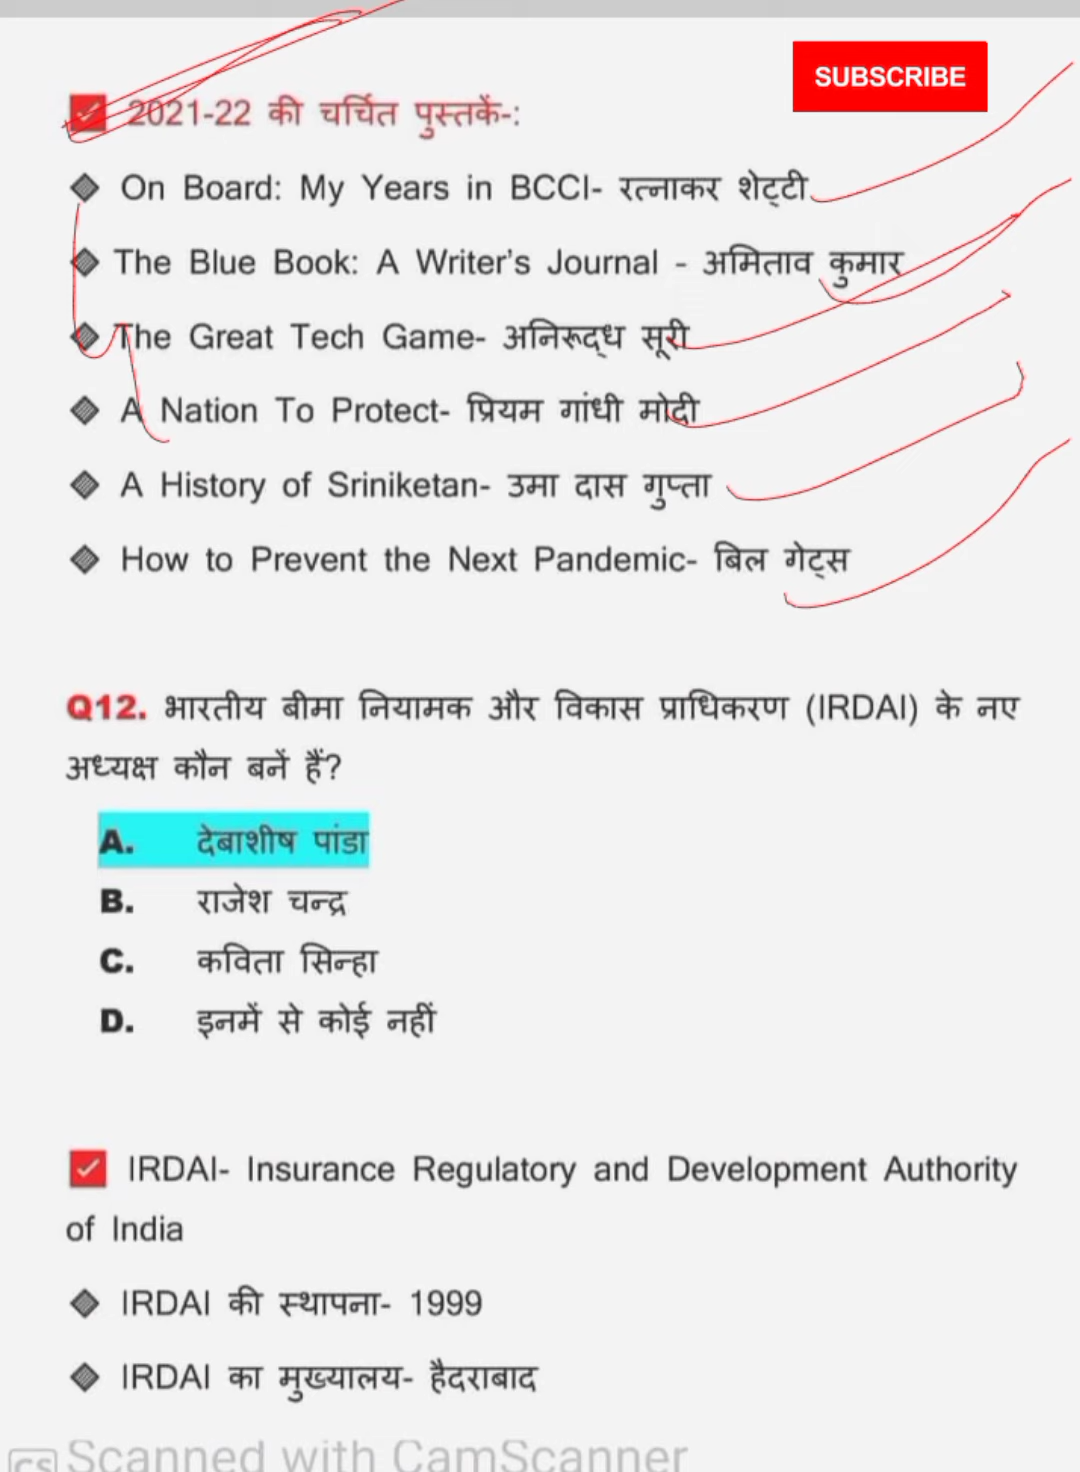 SUBSCRIBE
2021-22 की चर्चित पुस्तकें-:
On Board: My Years in BCCI- रत्नाकर शेट्टी
The Blue Book: A Writer's Journal - अमिताव कुमार
The Great Tech Game- अनिरूद्ध सूरी
A Nation To Protect- प्रियम गांधी मोदी
A History of Sriniketan- उमा दास गुप्ता
How to Prevent the Next Pandemic- बिल गेट्स
Q12. भारतीय बीमा नियामक और विकास प्राधिकरण (IRDAI) के नए
अध्यक्ष कौन बनें हैं?
A. देबाशीष पांडा
B. राजेश चन्द्र
C. कविता सिन्हा
D. इनमें से कोई नहीं
IRDAI- Insurance Regulatory and Development Authority
of India
IRDAI की स्थापना- 1999
IRDAI का मुख्यालय- हैदराबाद
CS Scanned with CamScanner